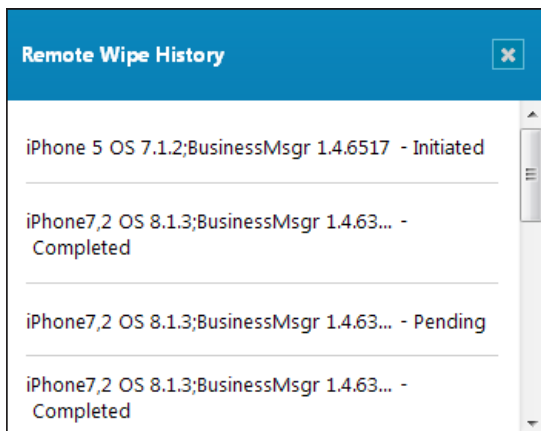 Remote Wipe History
iPhone 5 OS 7.1.2;BusinessMsgr 1.4.6517 - Initiated
iPhone7,2 OS 8.1.3;BusinessMsgr 1.4.63... -
Completed
iPhone7,2 OS 8.1.3;BusinessMsgr 1.4.63... - Pending
iPhone7,2 OS 8.1.3;BusinessMsgr 1.4.63... -
Completed